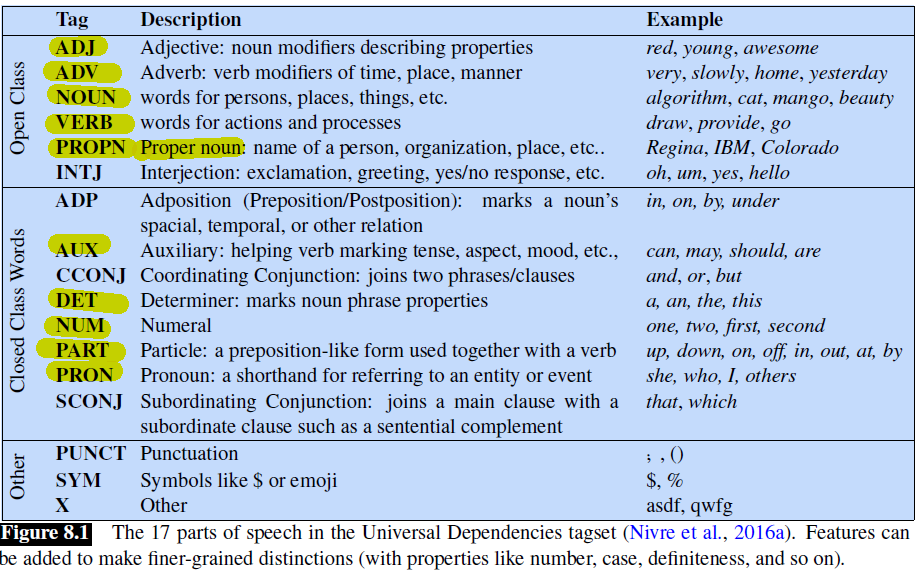 Tag Description Example
Open Class
ADJ Adjective: noun modifiers describing properties red, young, awesome
ADV Adverb: verb modifiers of time, place, manner very, slowly, home, yesterday
NOUN words for persons, places, things, etc. algorithm, cat, mango, beauty
VERB words for actions and processes draw, provide, go
PROPN Proper noun: name of a person, organization, place, etc.. Regina, IBM, Colorado
INTJ Interjection: exclamation, greeting, yes/no response, etc. oh, um, yes, hello
Closed Class Words
ADP Adposition (Preposition/Postposition): marks a noun's in, on, by, under
spacial, temporal, or other relation
AUX Auxiliary: helping verb marking tense, aspect, mood, etc., can, may, should, are
CCONJ Coordinating Conjunction: joins two phrases/clauses and, or, but
DET Determiner: marks noun phrase properties a, an, the, this
NUM Numeral one, two, first, second
PART Particle: a preposition-like form used together with a verb up, down, on, off, in, out, at, by
PRON Pronoun: a shorthand for referring to an entity or event she, who, I, others
SCONJ Subordinating Conjunction: joins a main clause with a that, which
subordinate clause such as a sentential complement
Other
PUNCT Punctuation ; , ()
SYM Symbols like $ or emoji $, %
X Other asdf, qwfg
Figure 8.1 The 17 parts of speech in the Universal Dependencies tagset (Nivre et al., 2016a). Features can
be added to make finer-grained distinctions (with properties like number, case, definiteness, and so on).